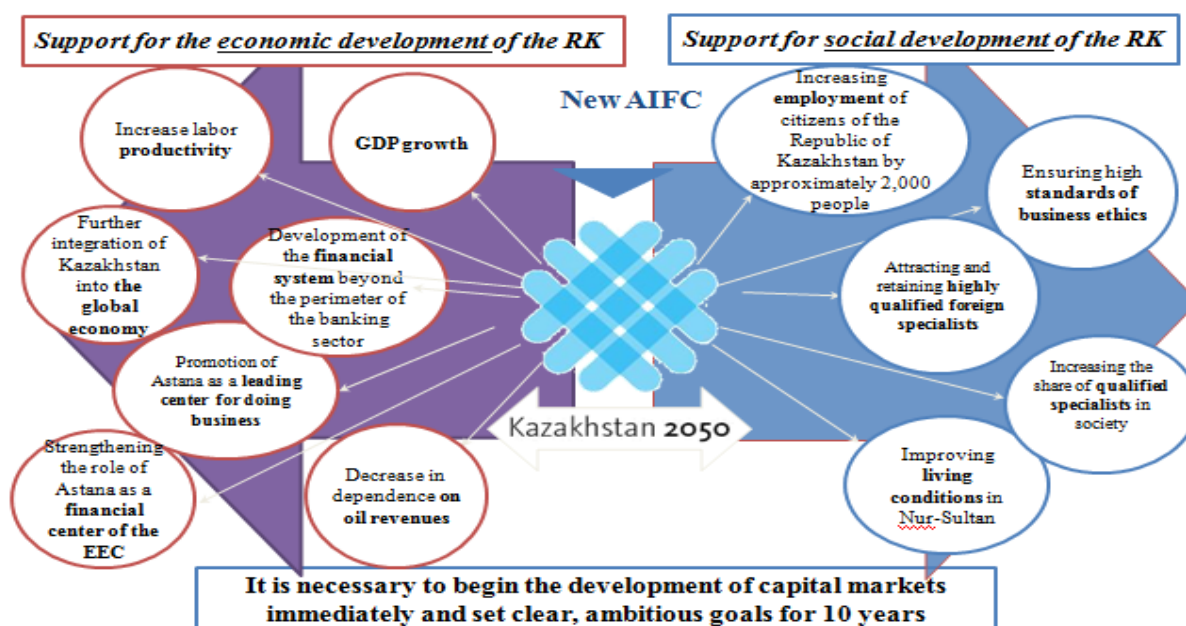 Support for the economic development of the RK
Support for social development of the RK
New AIFC
Increase labor
productivity
GDP growth
Further
integration of
Kazakhstan
into the
global
economy
Development of
the financial
system beyond
the perimeter of
the banking
sector
Promotion of
Astana as a leading
center for doing
business
Strengthening
the role of
Astana as a
financial
center of the
EEC
Decrease in
dependence on
oil revenues
Kazakhstan 2050
Increasing
employment of
citizens of the
Republic of
Kazakhstan by
approximately 2,000
people
Ensuring high
standards of
business ethics
Attracting and
retaining highly
qualified foreign
specialists
Increasing the
share of qualified
specialists in
society
Improving
living
conditions in
Nur-Sultan
It is necessary to begin the development of capital markets
immediately and set clear, ambitious goals for 10 years